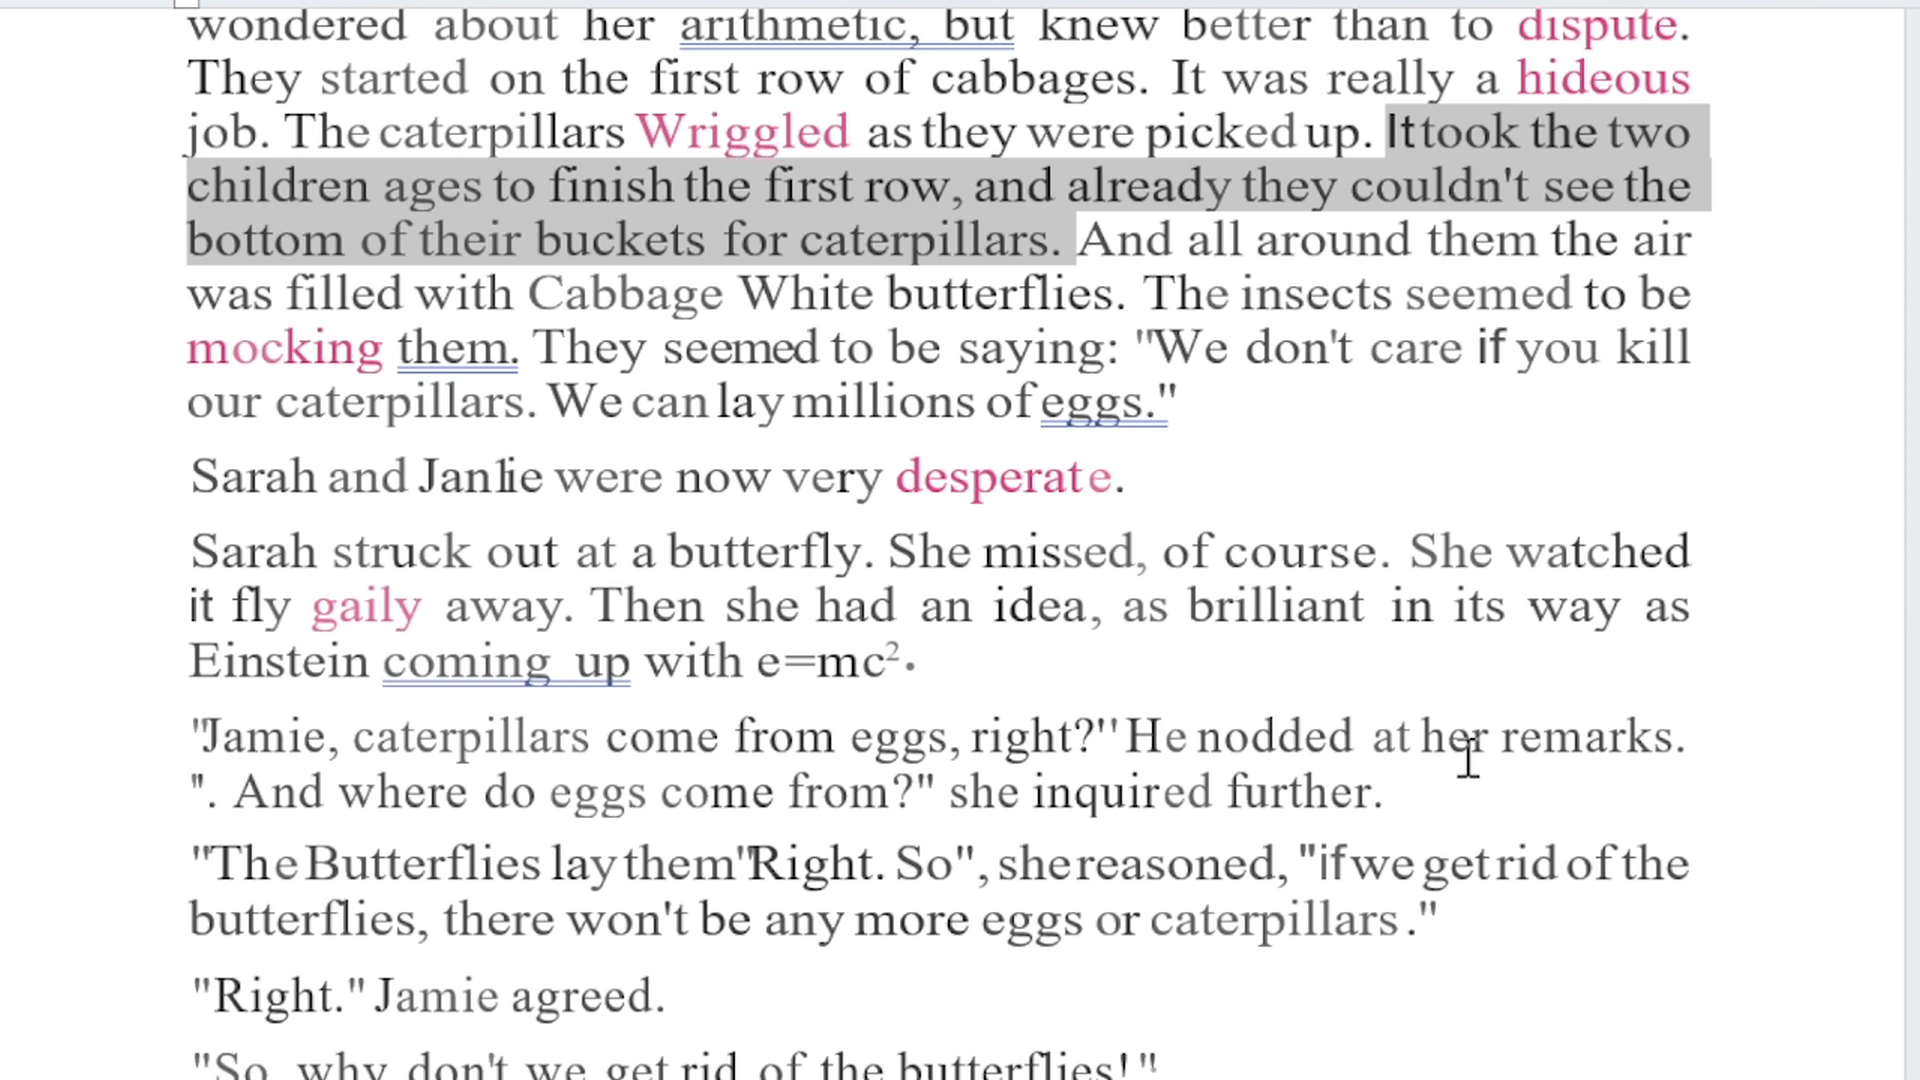 wondered about her arithmetic, but knew better than to dispute.
They started on the first row of cabbages. It was really a hideous
job. The caterpillars Wriggled as they were picked up. It took the two
children ages to finish the first row, and already they couldn't see the
bottom of their buckets for caterpillars. And all around them the air
was filled with Cabbage White butterflies. The insects seemed to be
mocking them. They seemed to be saying: "We don't care if you kill
our caterpillars. We can lay millions of eggs."
Sarah and Janlie were now very desperate.
Sarah struck out at a butterfly. She missed, of course. She watched
it fly gaily away. Then she had an idea, as brilliant in its way as
Einstein coming up with e=mc².
"Jamie, caterpillars come from eggs, right?'' He nodded at her remarks.
". And where do eggs come from?" she inquired further.
"The Butterflies lay them"Right. So", she reasoned, "if we get rid of the
butterflies, there won't be any more eggs or caterpillars ."
"Right." Jamie agreed.
"So, why don't we get rid of the butterflies!"